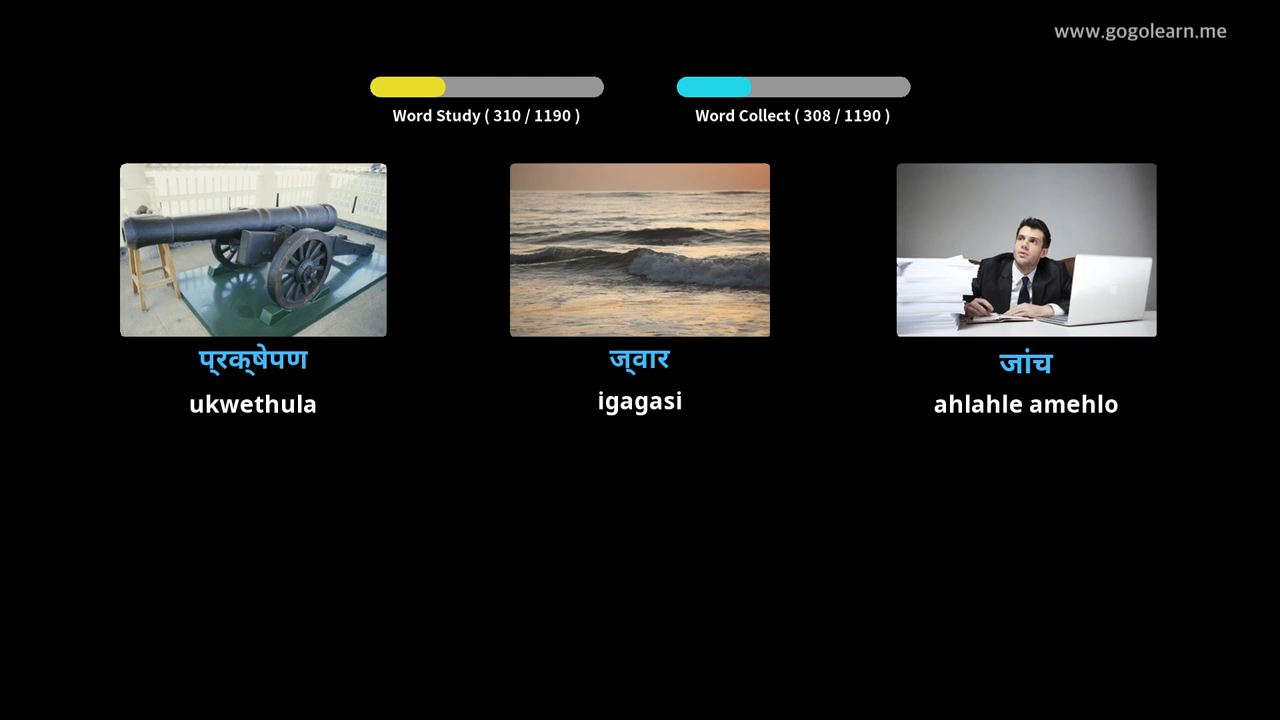 www.gogolearn.me
Word Study ( 310 / 1190 )
Word Collect ( 308 / 1190 )
प्रक्षेपण
ज्वार
जांच
ukwethula
igagasi
ahlahle amehlo